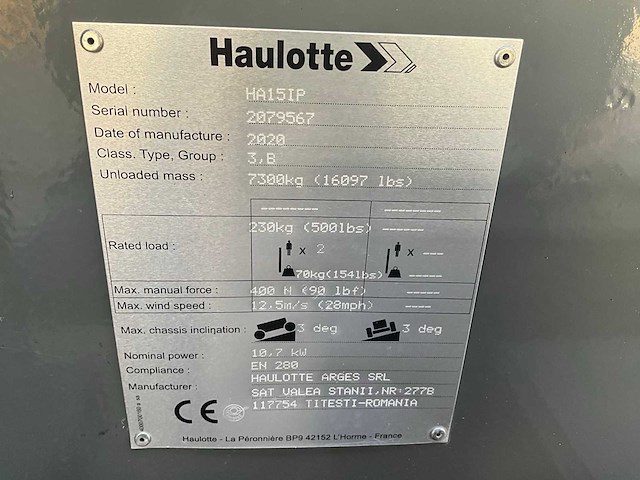 Haulotte
Model : HA15IP
Serial number : 2079567
Date of manufacture : 2020
Class. Type, Group : 3,B
Unloaded mass : 7300kg (16097 lbs)
-------- --------
230kg (500lbs) -----
Rated load : x 2 x ---
70kg(154lbs) -----
Max. manual force : 400 N (90 lbf) ----
Max. wind speed : 12,5m/s (28mph) ----
Max. chassis inclination : 3 deg 3 deg
Nominal power : 10,7 kW
Compliance : EN 280
Manufacturer : HAULOTTE ARGES SRL
SAT VALEA STANII,NR 277B
117754 TITESTI-ROMANIA
CE
Haulotte - La Péronnière BP9 42152 L'Horme - France